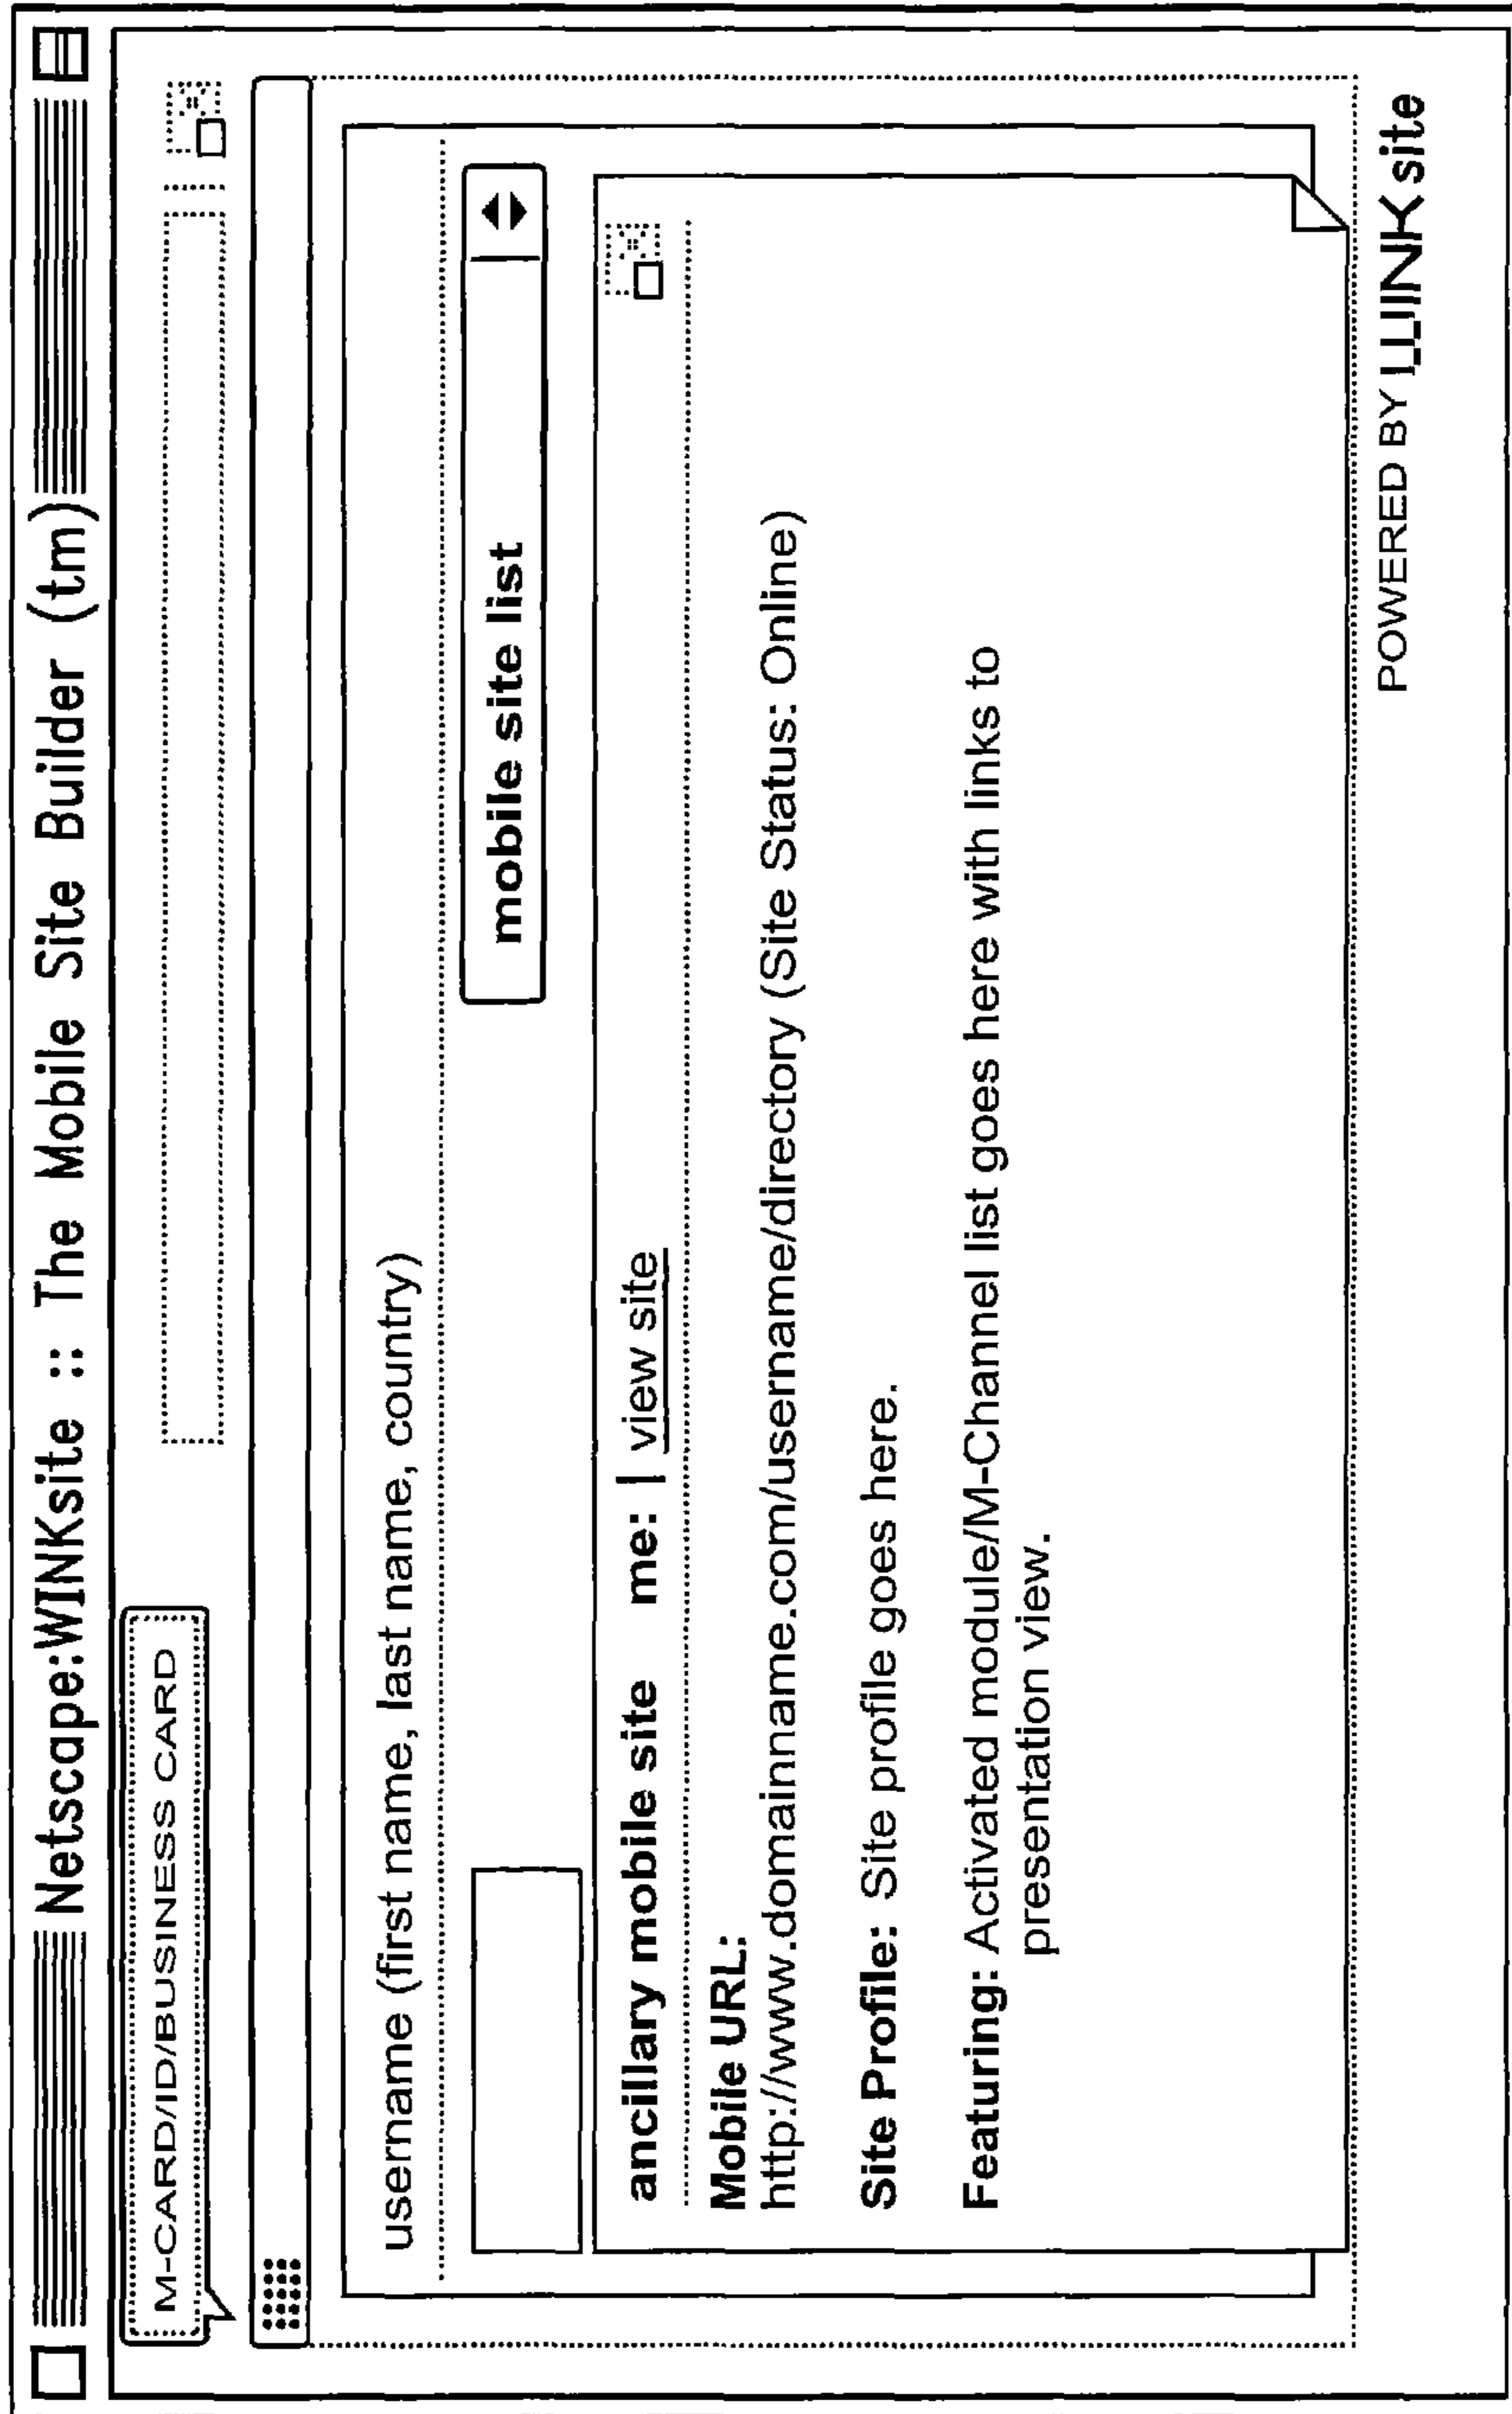 Netscape:WINKsite :: The Mobile Site Builder (tm)
M-CARD/ID/BUSINESS CARD
username (first name, last name, country)
mobile site list
ancillary mobile site me: | view site
Mobile URL:
http://www.domainname.com/username/directory (Site Status: Online)
Site Profile: Site profile goes here.
Featuring: Activated module/M-Channel list goes here with links to
presentation view.
POWERED BY WINKsite